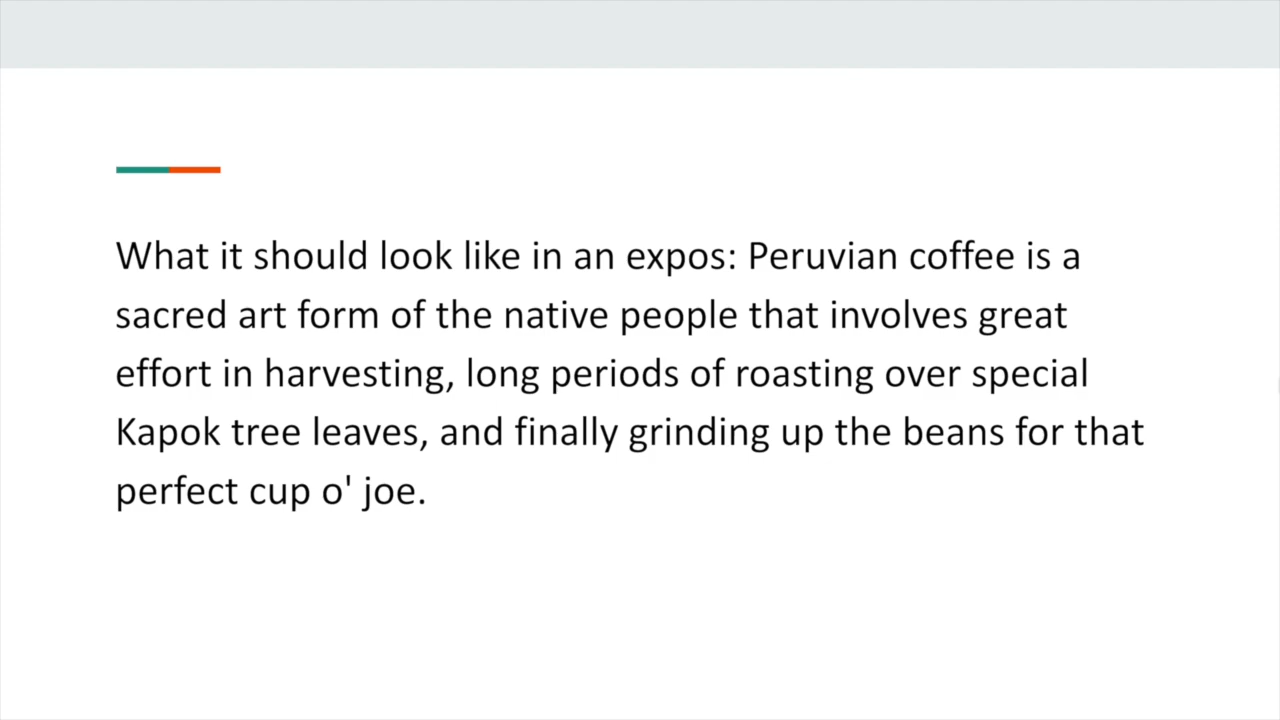 What it should look like in an expos: Peruvian coffee is a
sacred art form of the native people that involves great
effort in harvesting, long periods of roasting over special
Kapok tree leaves, and finally grinding up the beans for that
perfect cup o' joe.